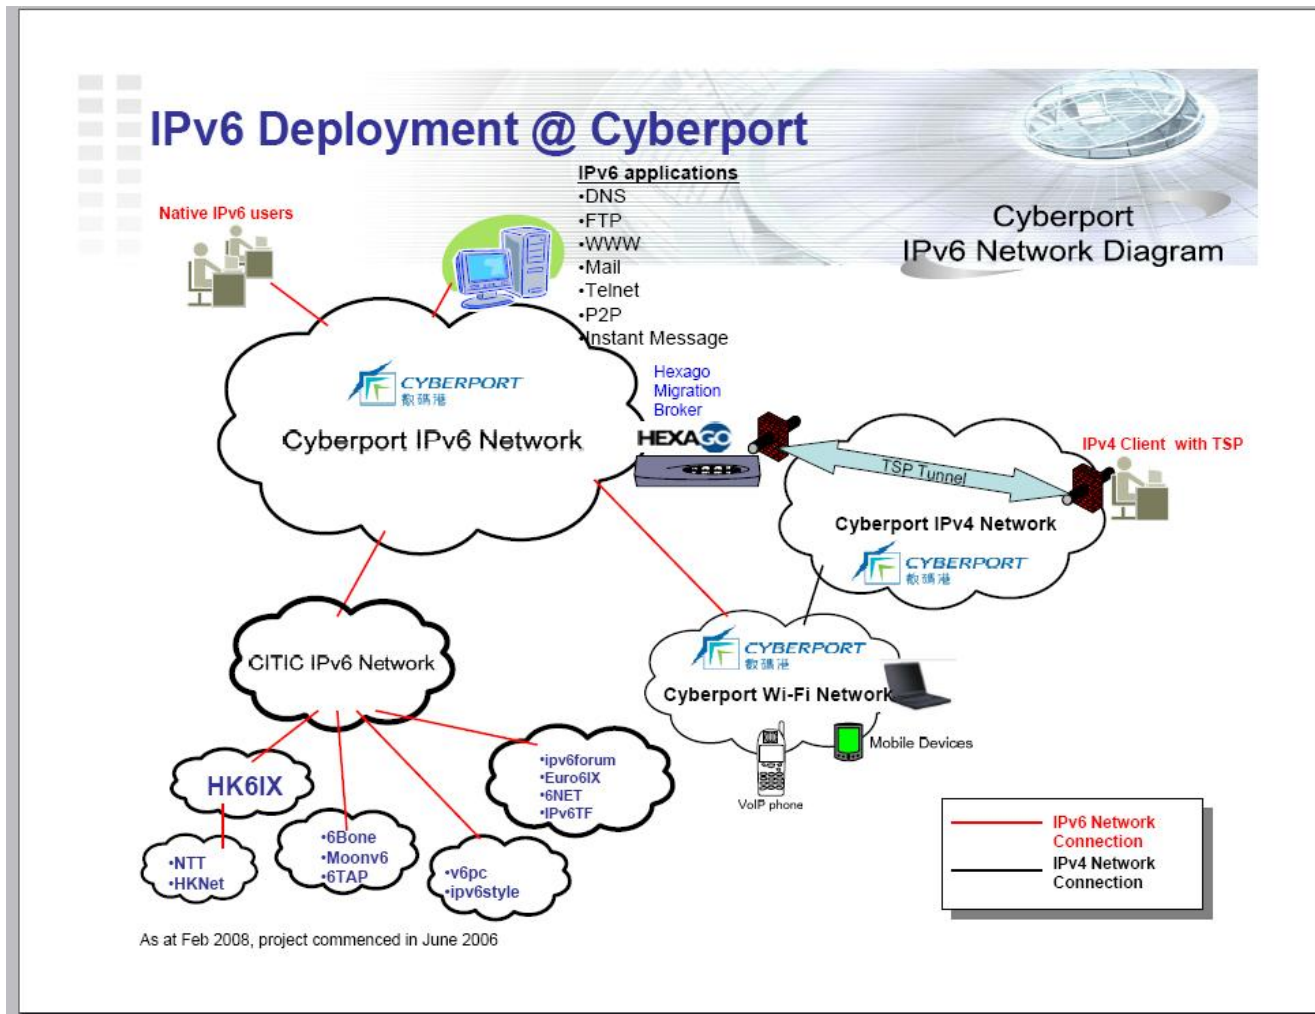 IPv6 Deployment @ Cyberport
IPv6 applications
•DNS
•FTP
•WWW
•Mail
•Telnet
•P2P
•Instant Message
Cyberport
IPv6 Network Diagram
Native IPv6 users
CYBERPORT
數碼港
Cyberport IPv6 Network
Hexago
Migration
Broker
HEXAGO
TSP Tunnel
IPv4 Client with TSP
Cyberport IPv4 Network
CYBERPORT
數碼港
CITIC IPv6 Network
CYBERPORT
數碼港
Cyberport Wi-Fi Network
Mobile Devices
VoIP phone
HK6IX
•NTT
•HKNet
•6Bone
•Moonv6
•6TAP
•v6pc
•ipv6style
•ipv6forum
•Euro6IX
•6NET
•IPv6TF
IPv6 Network
Connection
IPv4 Network
Connection
As at Feb 2008, project commenced in June 2006